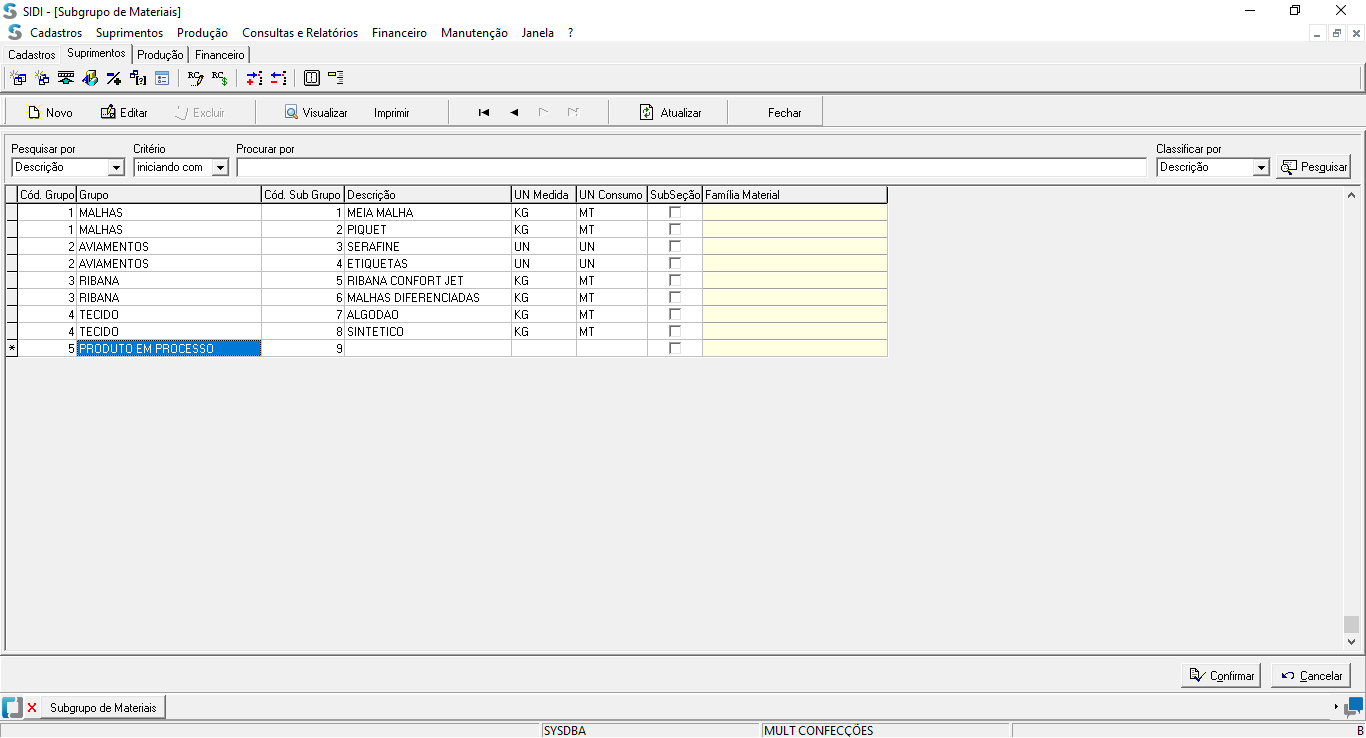 SIDI - [Subgrupo de Materiais]
Cadastros Suprimentos Produção Consultas e Relatórios Financeiro Manutenção Janela ?
Cadastros Suprimentos Produção Financeiro
Novo Editar Excluir Visualizar Imprimir Atualizar Fechar
Pesquisar por Critério Procurar por Classificar por
Descrição iniciando com Descrição Pesquisar
Cód. Grupo Grupo Cód. Sub Grupo Descrição UN Medida UN Consumo SubSeção Família Material
1 MALHAS 1 MEIA MALHA KG MT
1 MALHAS 2 PIQUET KG MT
2 AVIAMENTOS 3 SERAFINE UN UN
2 AVIAMENTOS 4 ETIQUETAS UN UN
3 RIBANA 5 RIBANA CONFORT JET KG MT
3 RIBANA 6 MALHAS DIFERENCIADAS KG MT
4 TECIDO 7 ALGODAO KG MT
4 TECIDO 8 SINTETICO KG MT
* 5 PRODUTO EM PROCESSO 9
Confirmar Cancelar
Subgrupo de Materiais
SYSDBA MULT CONFECÇÕES B